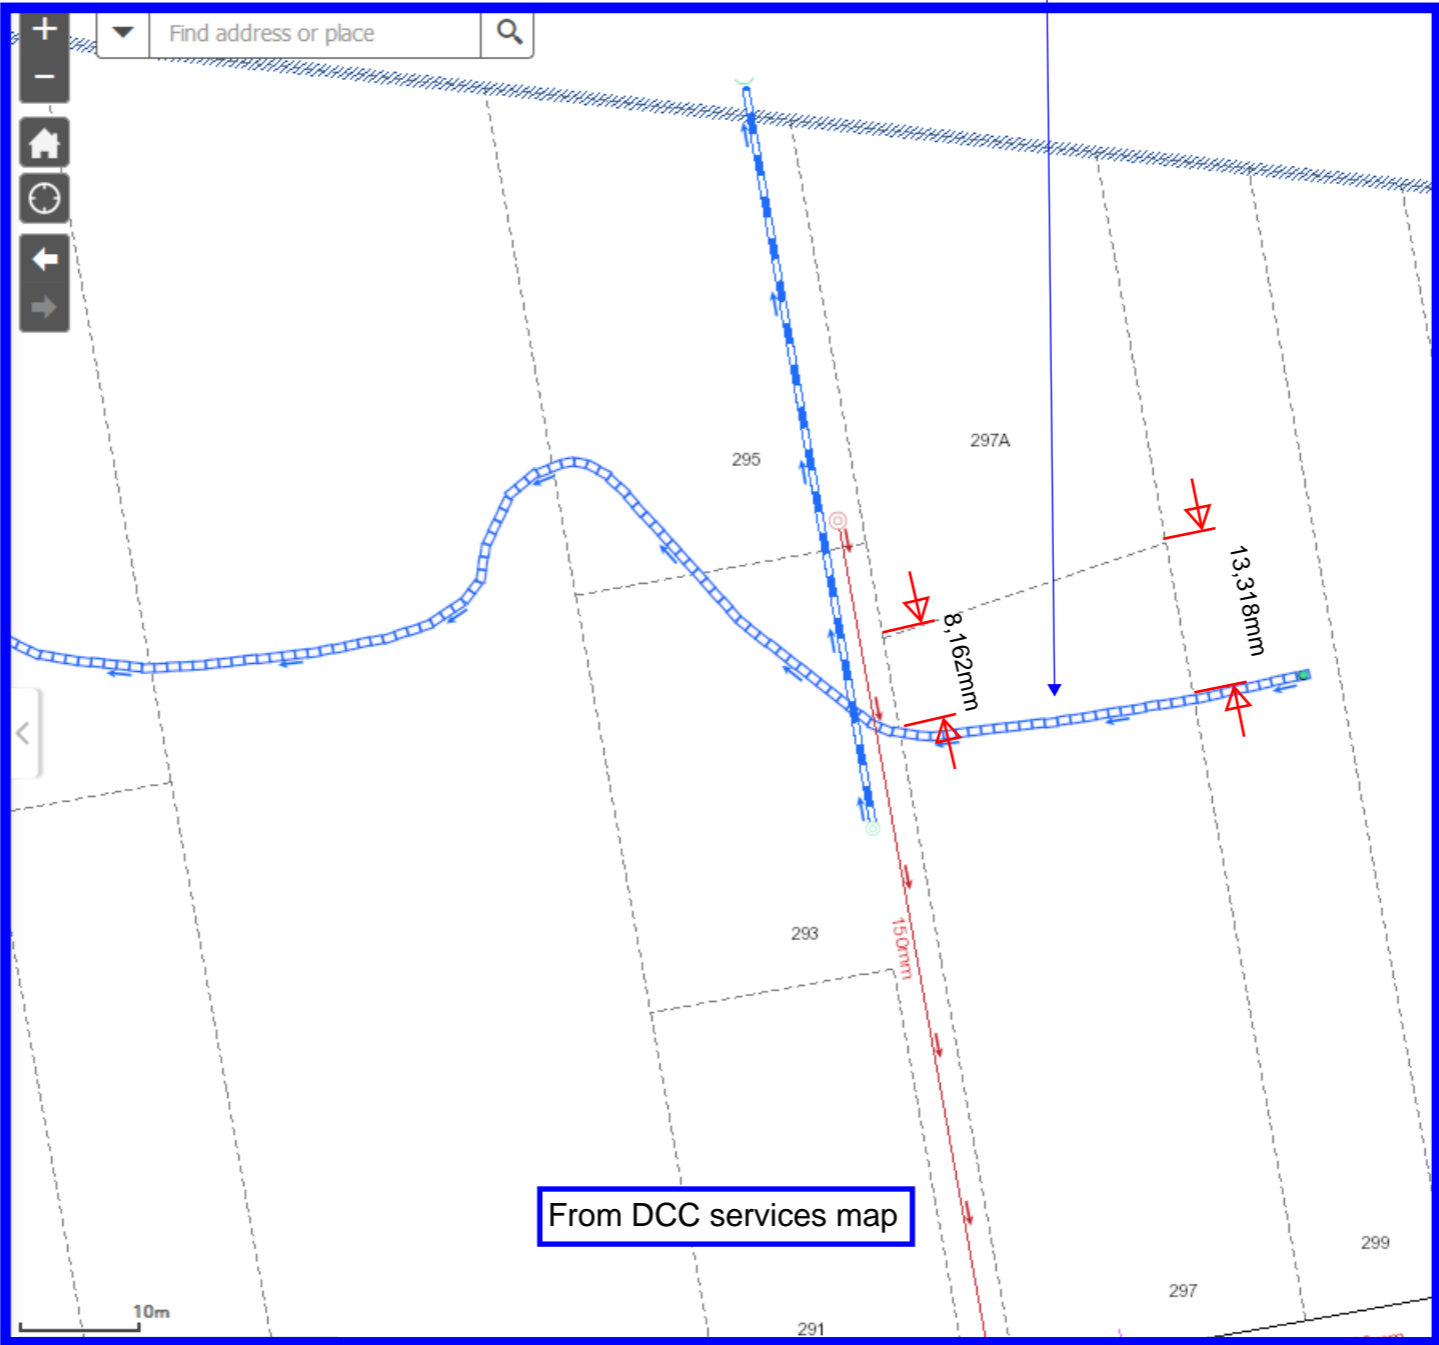 +
Find address or place
−
297A
295
13,318mm
8,162mm
293
150mm
From DCC services map
299
297
10m
291